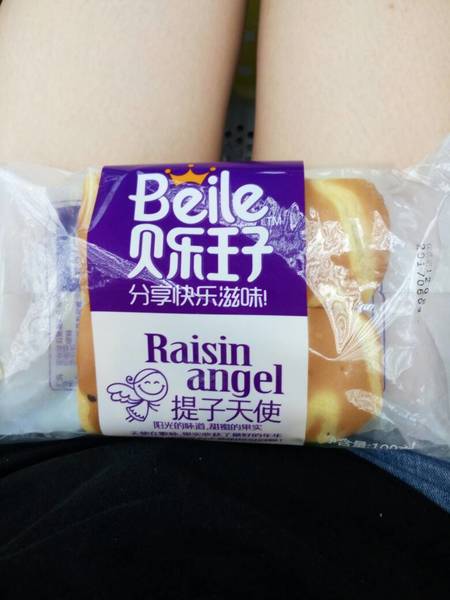 Beile
TM
贝乐王子
分享快乐滋味!
Raisin
angel
提子天使
阳光的味道,甜蜜的果实